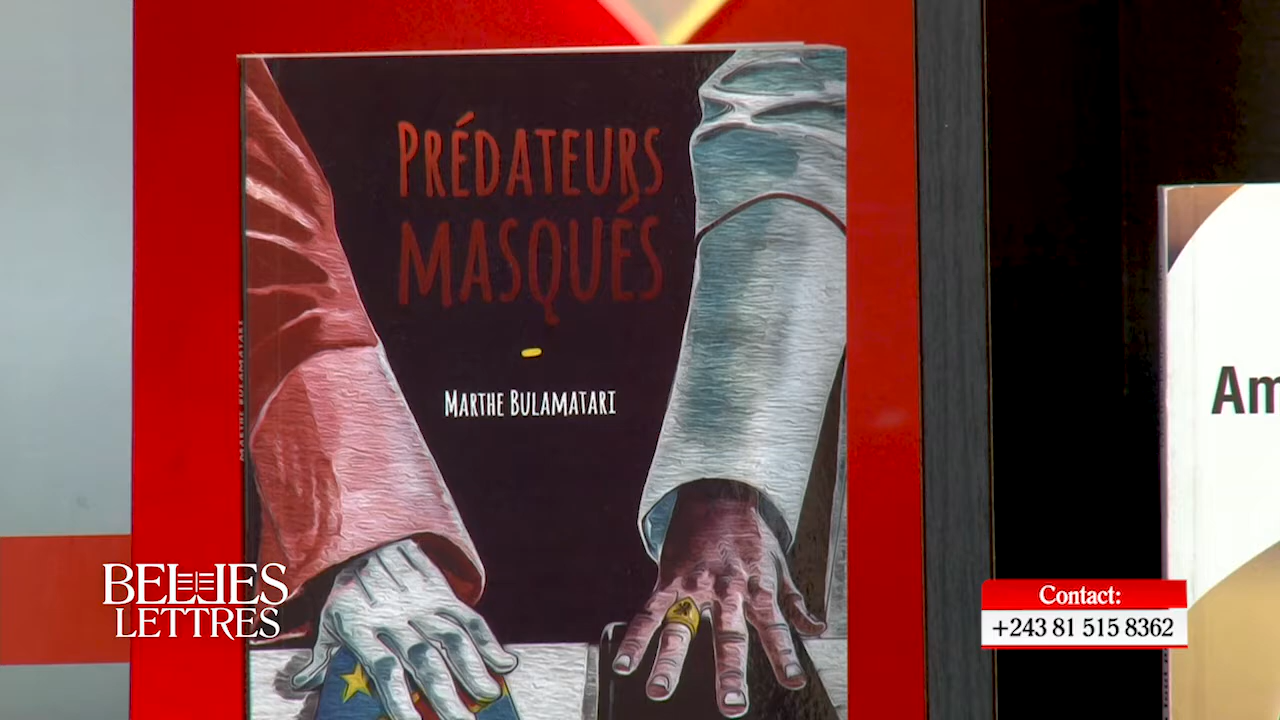 PRÉDATEURS
MASQUÉS
MARTHE BULAMATARI
MARTHE BULAMATARI
Am
BELLES
LETTRES
Contact:
+243 81 515 8362